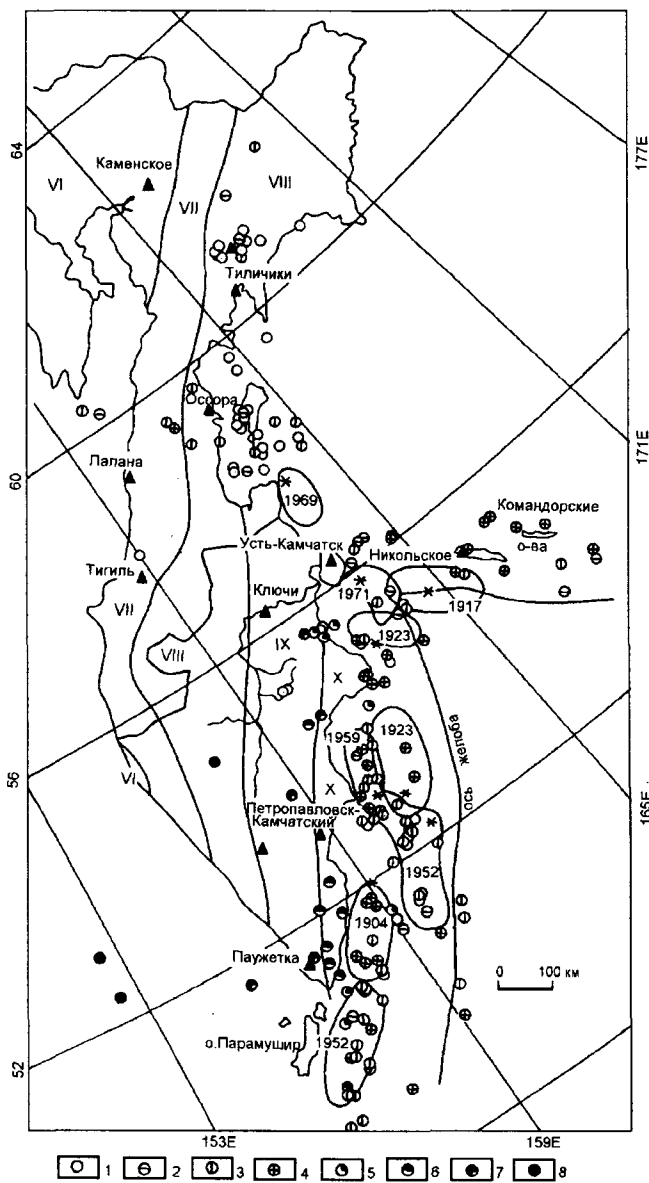 64
177E
Каменское
VI
VII
VIII
Тиличики
171E
Оссора
60
Лапана
1969
Командорские
о-ва
Усть-Камчатск
Никольское
Тигиль
1971
1917
Ключи
VII
1923
IX
VIII
X
1923
1959
ось желоба
VI
X
56
165E
Петропавловск-
Камчатский
1952
1904
Паужетка
0 100 км
о.Парамушир
1952
52
153E
159E
1 2 3 4 5 6 7 8